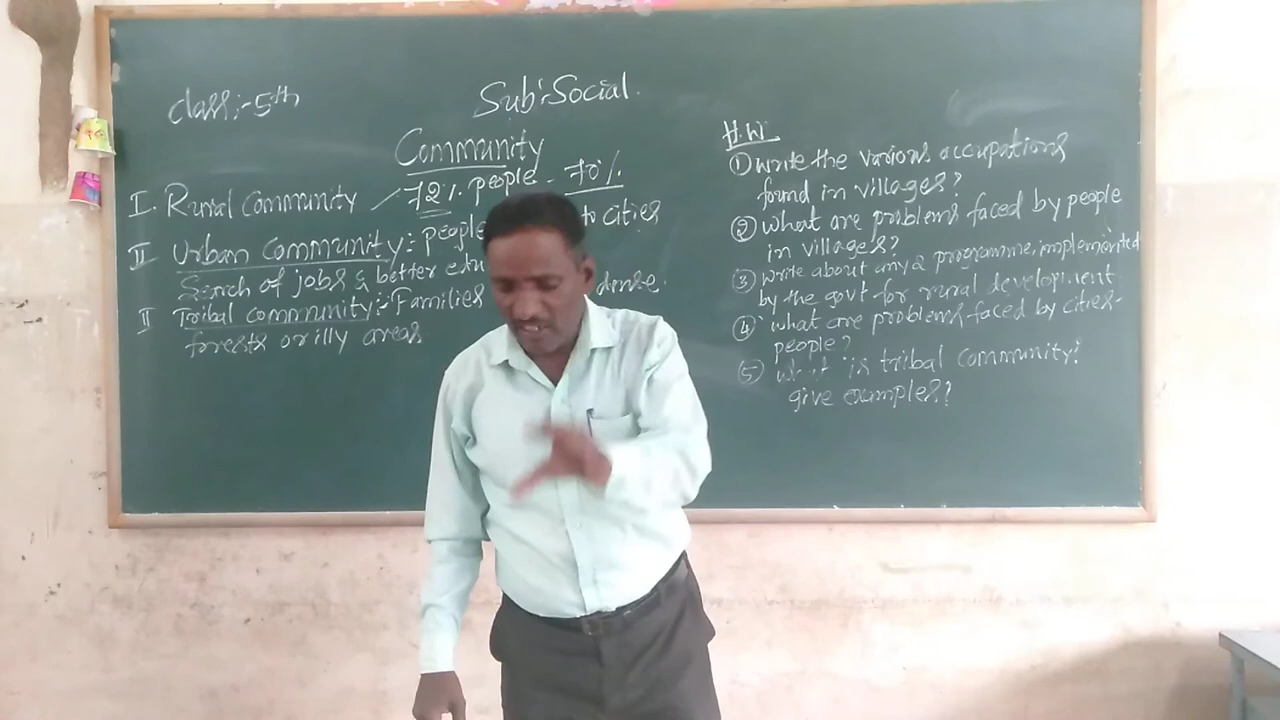 Class:-5th
Sub:-Social.
Community
I. Rural Community - 72%. people - 70%
II Urban community:- people to cities
Serch of jobs & better edu
II Tribal community:- Families dense.
forests or illy areas
H.W
① Write the various occupations
found in villages?
② What are problems faced by people
in villages?
③ Write about any 2 programme, implemented
by the govt for rural development
④ What are problems faced by cities-
people?
⑤ What is tribal community?
give examples?